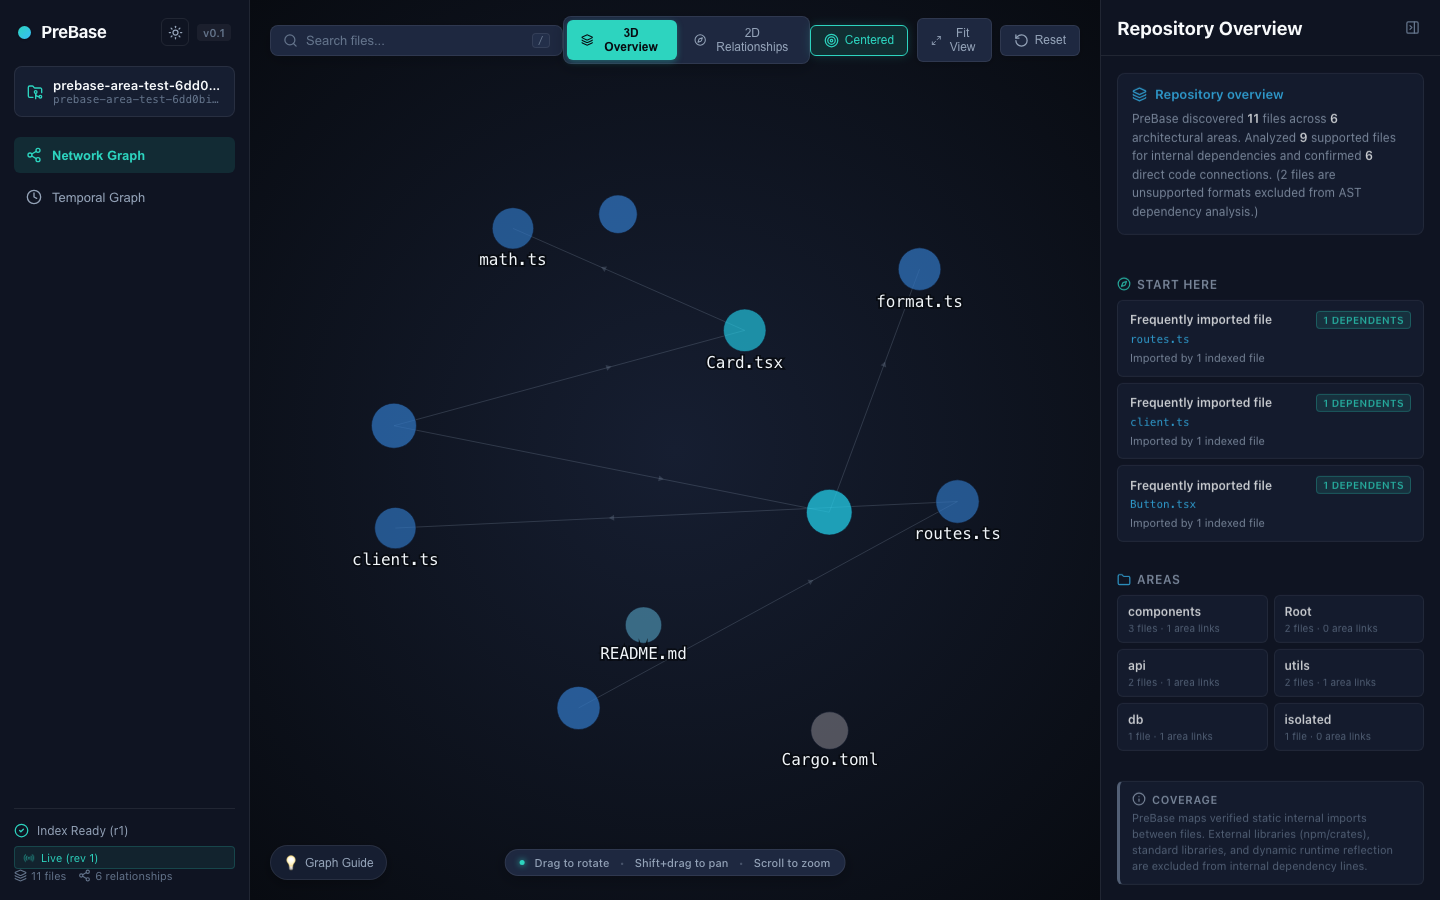 PreBase
v0.1
prebase-area-test-6dd0...
prebase-area-test-6dd0bi...
Network Graph
Temporal Graph
Index Ready (r1)
Live (rev 1)
11 files
6 relationships
Search files...
/
3D
Overview
2D
Relationships
Centered
Fit
View
Reset
math.ts
format.ts
Card.tsx
client.ts
routes.ts
README.md
Cargo.toml
Graph Guide
Drag to rotate · Shift+drag to pan · Scroll to zoom
Repository Overview
Repository overview
PreBase discovered 11 files across 6
architectural areas. Analyzed 9 supported files
for internal dependencies and confirmed 6
direct code connections. (2 files are
unsupported formats excluded from AST
dependency analysis.)
START HERE
Frequently imported file
1 DEPENDENTS
routes.ts
Imported by 1 indexed file
Frequently imported file
1 DEPENDENTS
client.ts
Imported by 1 indexed file
Frequently imported file
1 DEPENDENTS
Button.tsx
Imported by 1 indexed file
AREAS
components
3 files · 1 area links
Root
2 files · 0 area links
api
2 files · 1 area links
utils
2 files · 1 area links
db
1 file · 1 area links
isolated
1 file · 0 area links
COVERAGE
PreBase maps verified static internal imports
between files. External libraries (npm/crates),
standard libraries, and dynamic runtime reflection
are excluded from internal dependency lines.